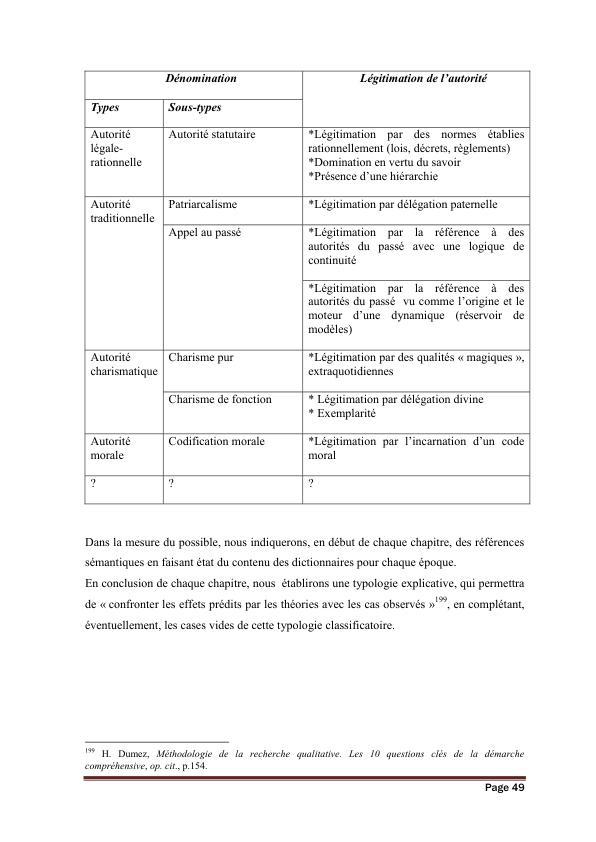 Dénomination
Légitimation de l’autorité
Types
Sous-types
Autorité
légale-
rationnelle
Autorité statutaire
*Légitimation par des normes établies
rationnellement (lois, décrets, règlements)
*Domination en vertu du savoir
*Présence d’une hiérarchie
Autorité
traditionnelle
Patriarcalisme
*Légitimation par délégation paternelle
Appel au passé
*Légitimation par la référence à des
autorités du passé avec une logique de
continuité
*Légitimation par la référence à des
autorités du passé vu comme l’origine et le
moteur d’une dynamique (réservoir de
modèles)
Autorité
charismatique
Charisme pur
*Légitimation par des qualités « magiques »,
extraquotidiennes
Charisme de fonction
* Légitimation par délégation divine
* Exemplarité
Autorité
morale
Codification morale
*Légitimation par l’incarnation d’un code
moral
?
?
?
Dans la mesure du possible, nous indiquerons, en début de chaque chapitre, des références
sémantiques en faisant état du contenu des dictionnaires pour chaque époque.
En conclusion de chaque chapitre, nous établirons une typologie explicative, qui permettra
de « confronter les effets prédits par les théories avec les cas observés »199, en complétant,
éventuellement, les cases vides de cette typologie classificatoire.
199 H. Dumez, Méthodologie de la recherche qualitative. Les 10 questions clés de la démarche
compréhensive, op. cit., p.154.
Page 49